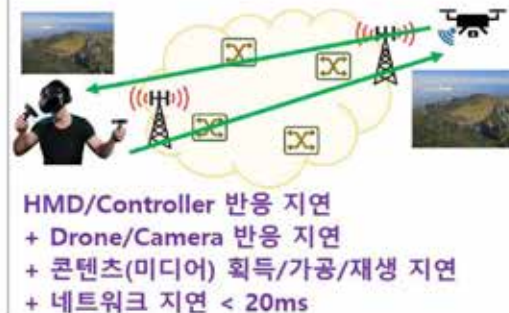 HMD/Controller 반응 지연
+ Drone/Camera 반응 지연
+ 콘텐츠(미디어) 획득/가공/재생 지연
+ 네트워크 지연 < 20ms